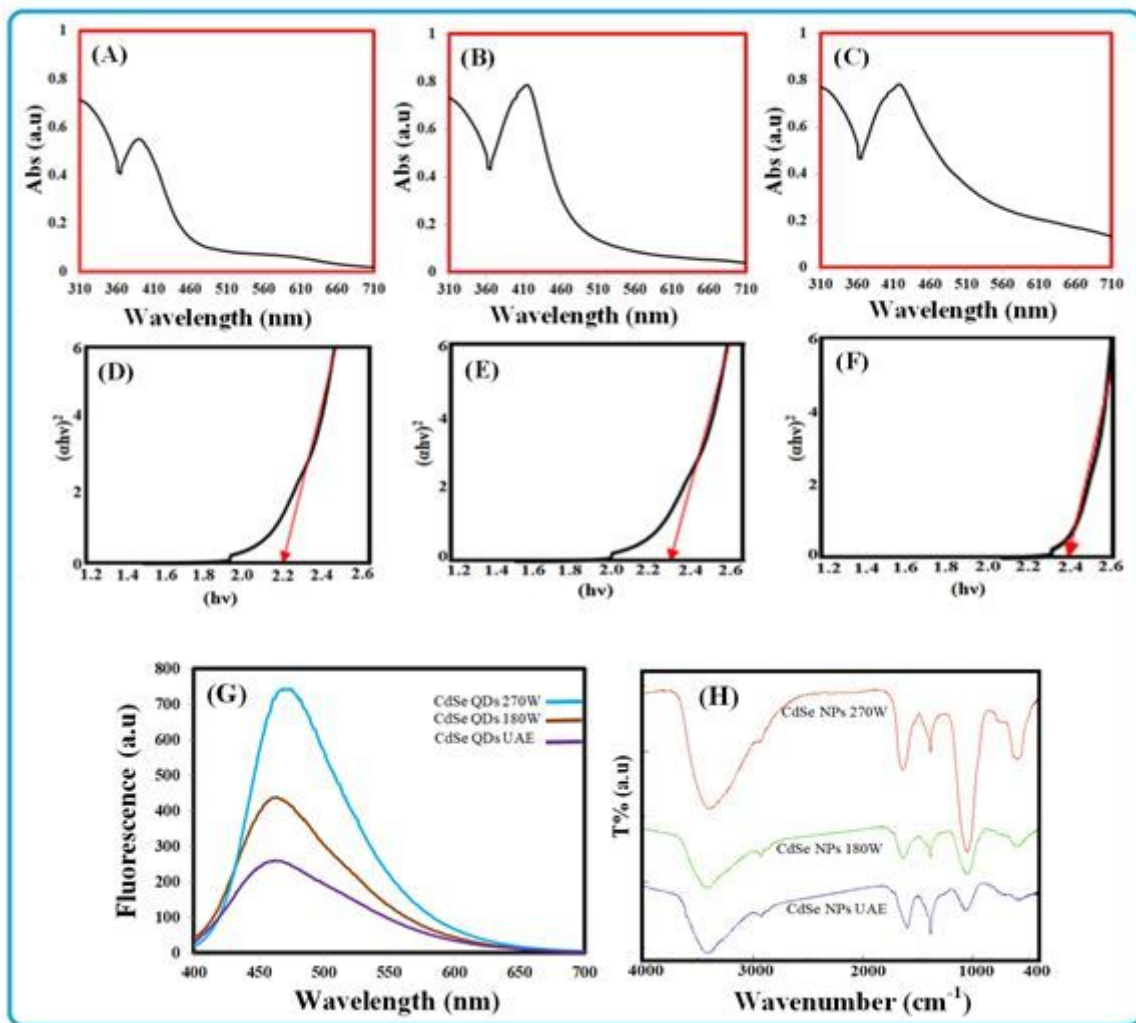 (A)
Abs (a.u)
1
0.8
0.6
0.4
0.2
0
310 360 410 460 510 560 610 660 710
Wavelength (nm)
(B)
Abs (a.u)
1
0.8
0.6
0.4
0.2
0
310 360 410 460 510 560 610 660 710
Wavelength (nm)
(C)
Abs (a.u)
1
0.8
0.6
0.4
0.2
0
310 360 410 460 510 560 610 660 710
Wavelength (nm)
(D)
(αhν)²
6
4
2
0
1.2 1.4 1.6 1.8 2.0 2.2 2.4 2.6
(hν)
(E)
(αhν)²
6
4
2
0
1.2 1.4 1.6 1.8 2.0 2.2 2.4 2.6
(hν)
(F)
(αhν)²
6
4
2
0
1.2 1.4 1.6 1.8 2.0 2.2 2.4 2.6
(hν)
(G)
Fluorescence (a.u)
800
700
600
500
400
300
200
100
0
CdSe QDs 270W
CdSe QDs 180W
CdSe QDs UAE
400 450 500 550 600 650 700
Wavelength (nm)
(H)
T% (a.u)
CdSe NPs 270W
CdSe NPs 180W
CdSe NPs UAE
4000 3000 2000 1000 400
Wavenumber (cm⁻¹)